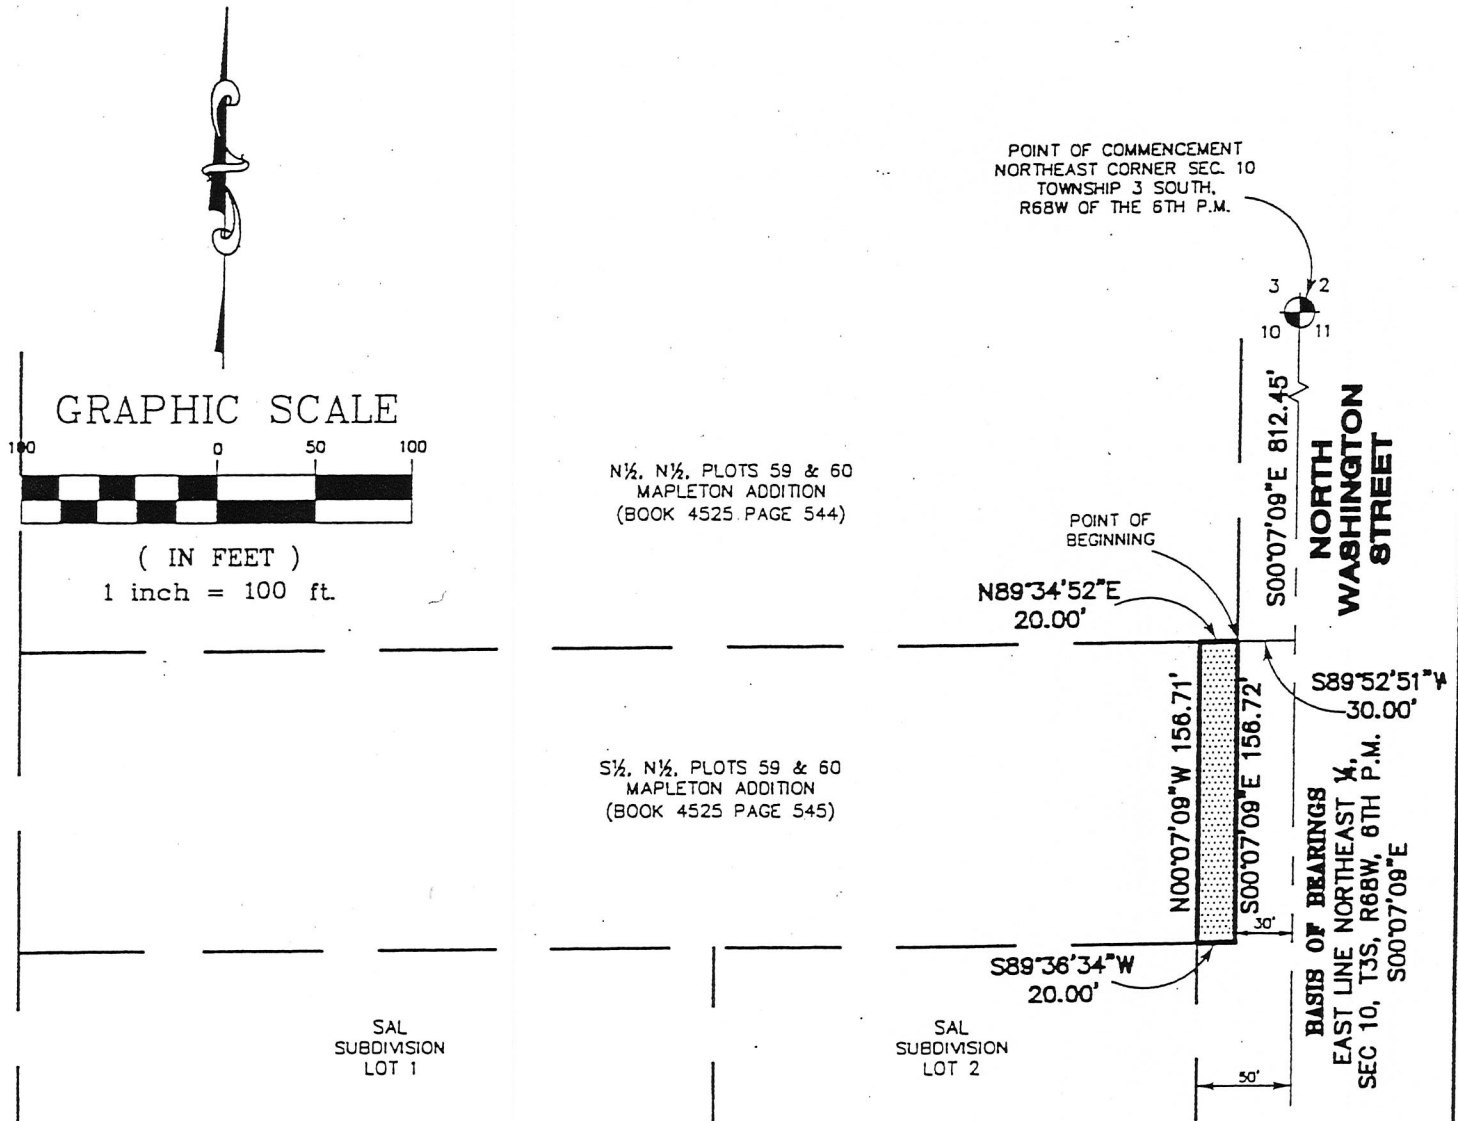 POINT OF COMMENCEMENT
NORTHEAST CORNER SEC. 10
TOWNSHIP 3 SOUTH,
R68W OF THE 6TH P.M.
3 2
10 11
GRAPHIC SCALE
100 0 50 100
( IN FEET )
1 inch = 100 ft.
N½, N½, PLOTS 59 & 60
MAPLETON ADDITION
(BOOK 4525 PAGE 544)
POINT OF
BEGINNING
N89°34'52"E
20.00'
S00°07'09"E 812.45'
NORTH
WASHINGTON
STREET
S89°52'51"W
30.00'
S½, N½, PLOTS 59 & 60
MAPLETON ADDITION
(BOOK 4525 PAGE 545)
N00°07'09"W 156.71'
S00°07'09"E 156.72'
30'
BASIS OF BEARINGS
EAST LINE NORTHEAST ¼,
SEC 10, T3S, R68W, 6TH P.M.
S00°07'09"E
S89°36'34"W
20.00'
SAL
SUBDIVISION
LOT 1
SAL
SUBDIVISION
LOT 2
50'